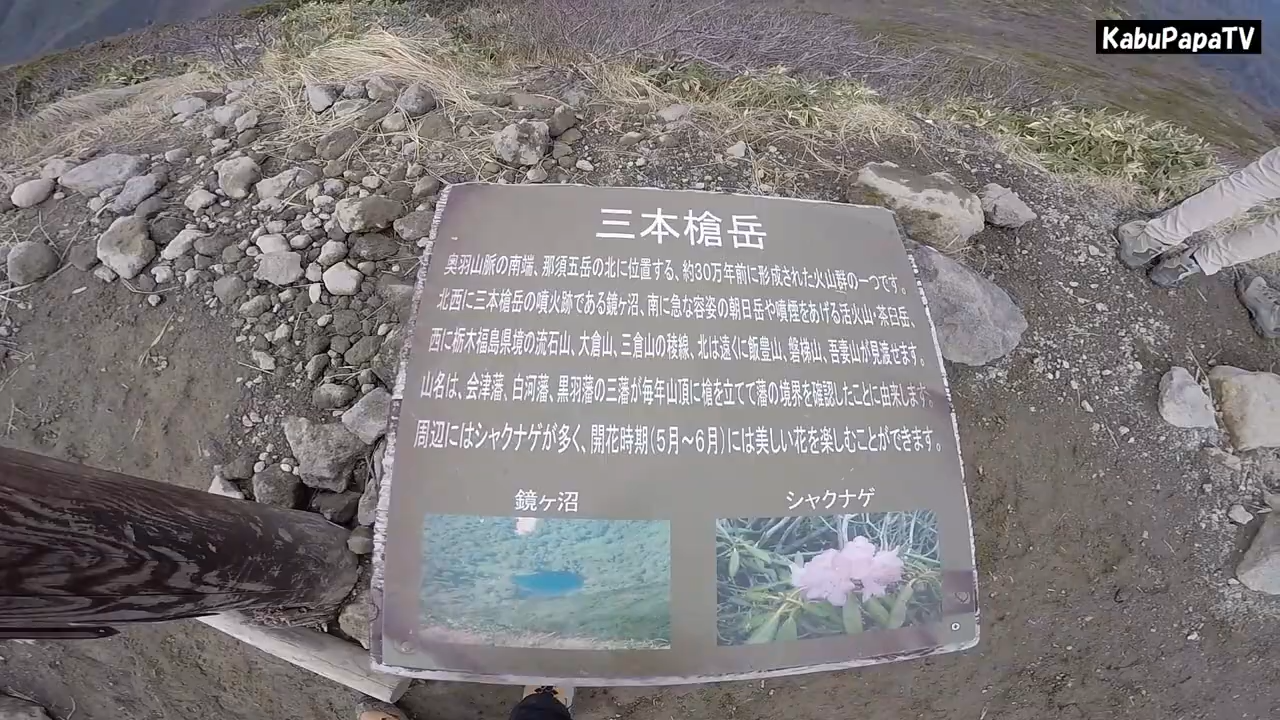 KabuPapaTV
三本槍岳
奥羽山脈の南端、那須五岳の北に位置する、約30万年前に形成された火山群の一つです。
北西に三本槍岳の噴火跡である鏡ヶ沼、南に急な容姿の朝日岳や噴煙をあげる活火山・茶臼岳、
西に栃木福島県境の流石山、大倉山、三倉山の稜線、北は遠くに飯豊山、磐梯山、吾妻山が見渡せます。
山名は、会津藩、白河藩、黒羽藩の三藩が毎年山頂に槍を立てて藩の境界を確認したことに由来します。
周辺にはシャクナゲが多く、開花時期(5月～6月)には美しい花を楽しむことができます。
鏡ヶ沼 シャクナゲ